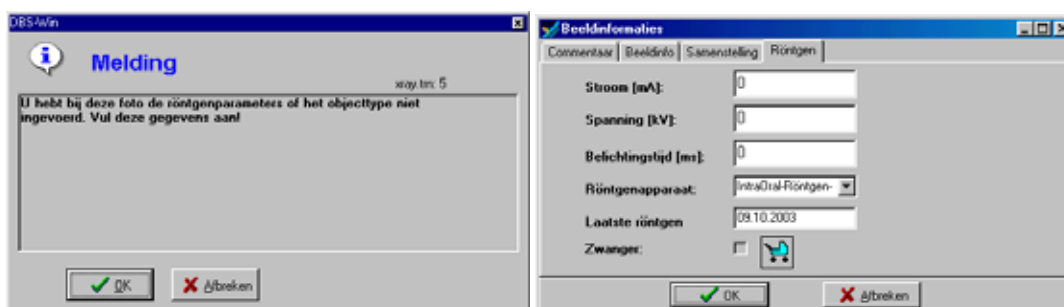 DBS-Win
Melding
xray.tm: 5
U hebt bij deze foto de röntgenparameters of het objecttype niet
ingevoerd. Vul deze gegevens aan!
OK
Afbreken
Beeldinformaties
Commentaar
Beeldinfo
Samenstelling
Röntgen
Stroom [mA]: 0
Spanning [kV]: 0
Belichtingstijd [ms]: 0
Röntgenapparaat: IntraOral-Röntgen-
Laatste röntgen 09.10.2003
Zwanger:
OK
Afbreken